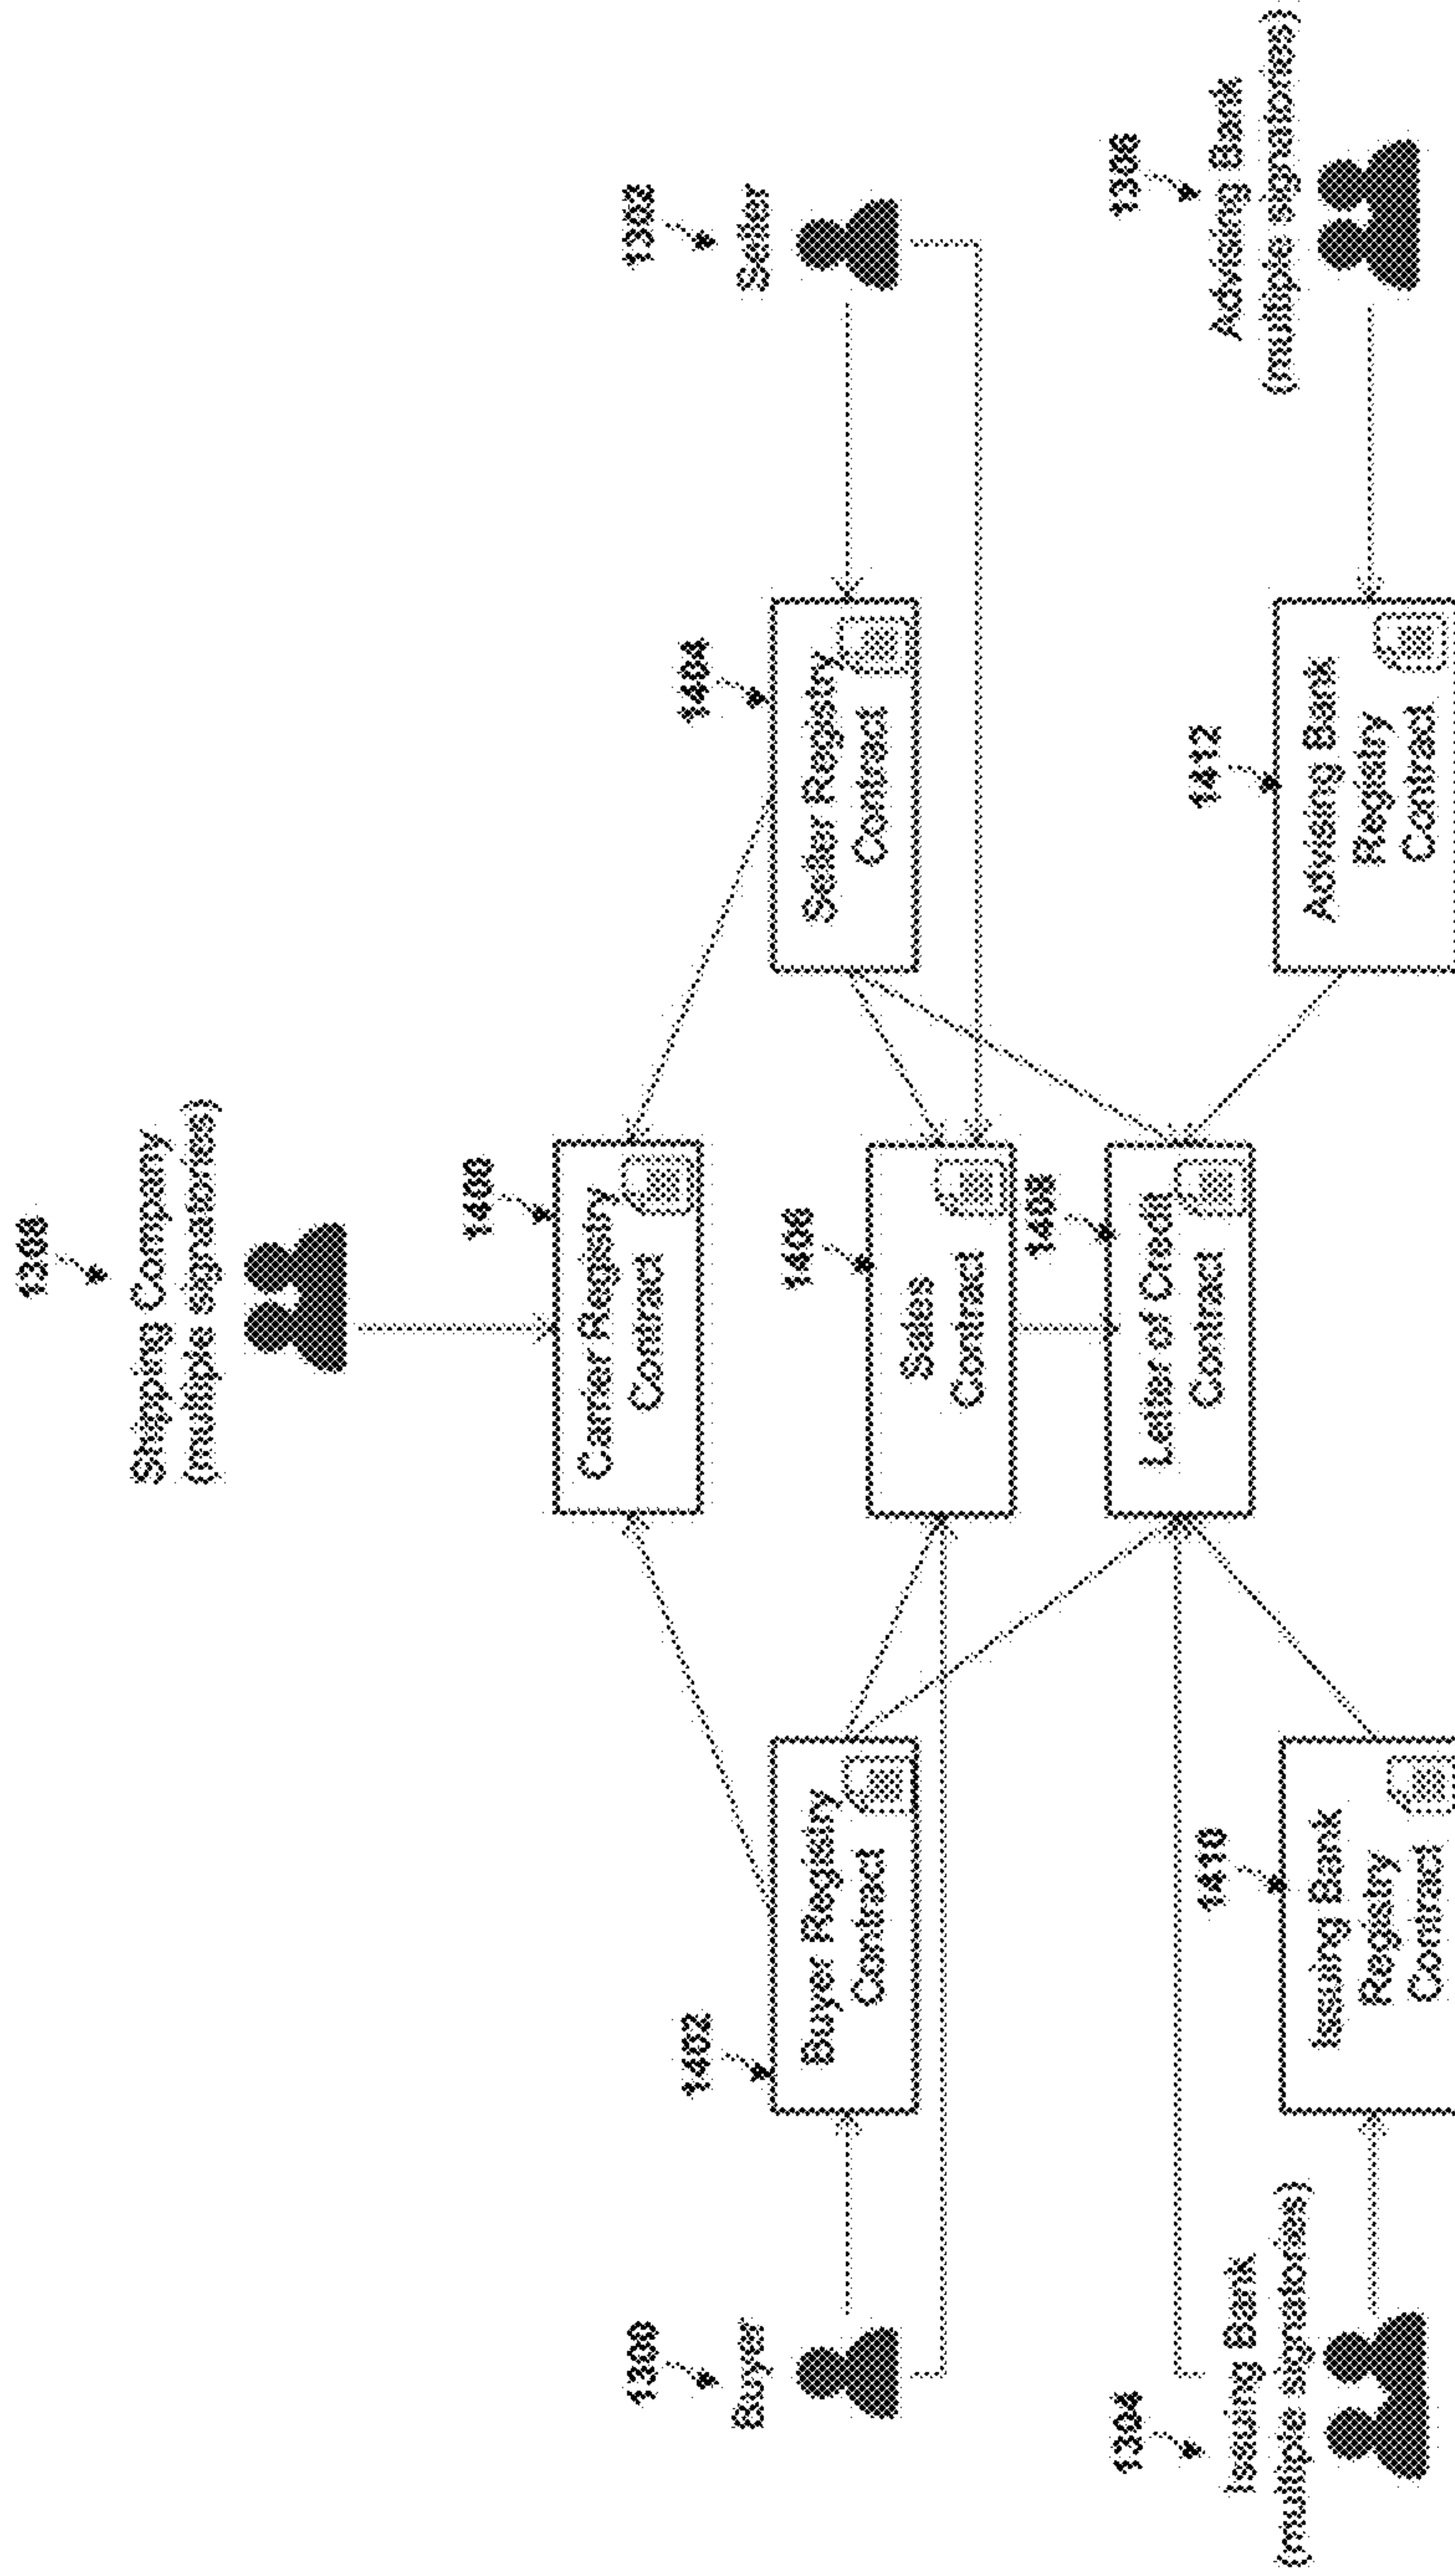 1308
Shipping Company
(multiple signatories)
1400
Carrier Registry
Contract
1300
Buyer
1402
Buyer Registry
Contract
1406
Sales
Contract
1404
Seller Registry
Contract
1302
Seller
1408
Letter of Credit
Contract
1304
Issuing Bank
(multiple signatories)
1410
Issuing Bank
Registry
Contract
1412
Advising Bank
Registry
Contract
1306
Advising Bank
(multiple signatories)